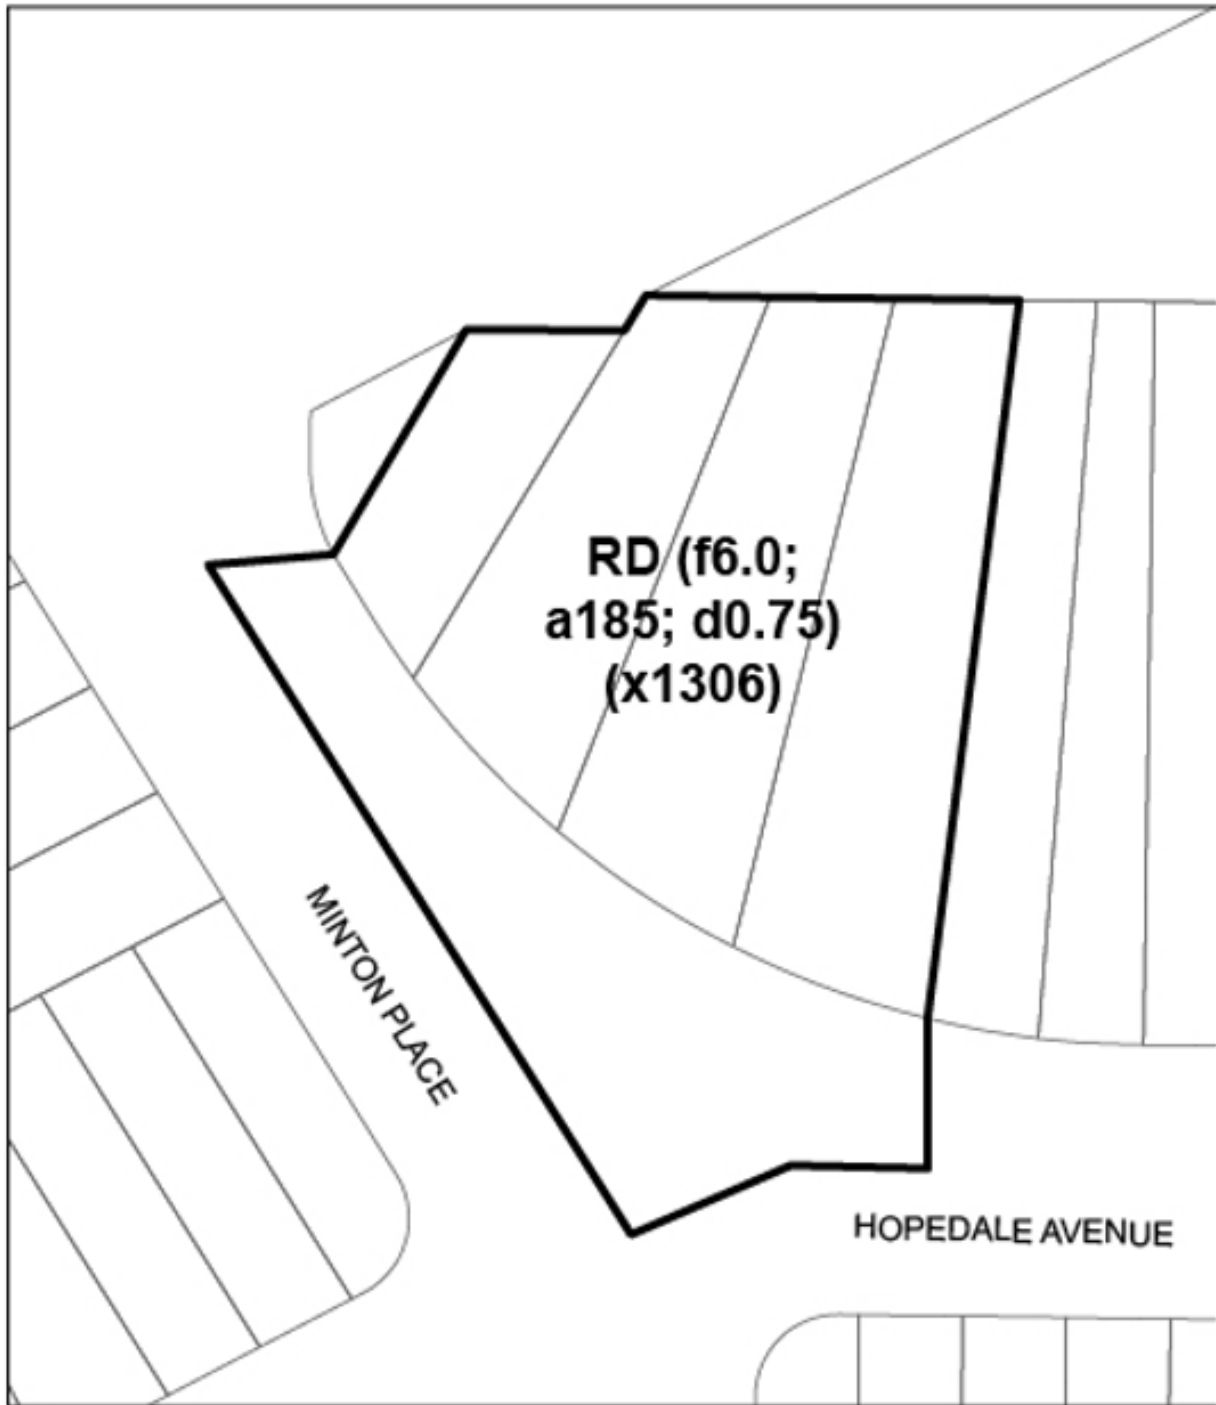 RD (f6.0;
a185; d0.75)
(x1306)
MINTON PLACE
HOPEDALE AVENUE